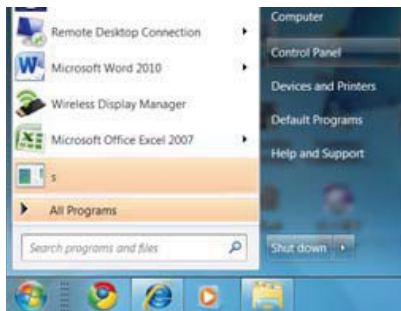 Remote Desktop Connection
Microsoft Word 2010
Wireless Display Manager
Microsoft Office Excel 2007
s
All Programs
Search programs and files
Computer
Control Panel
Devices and Printers
Default Programs
Help and Support
Shut down